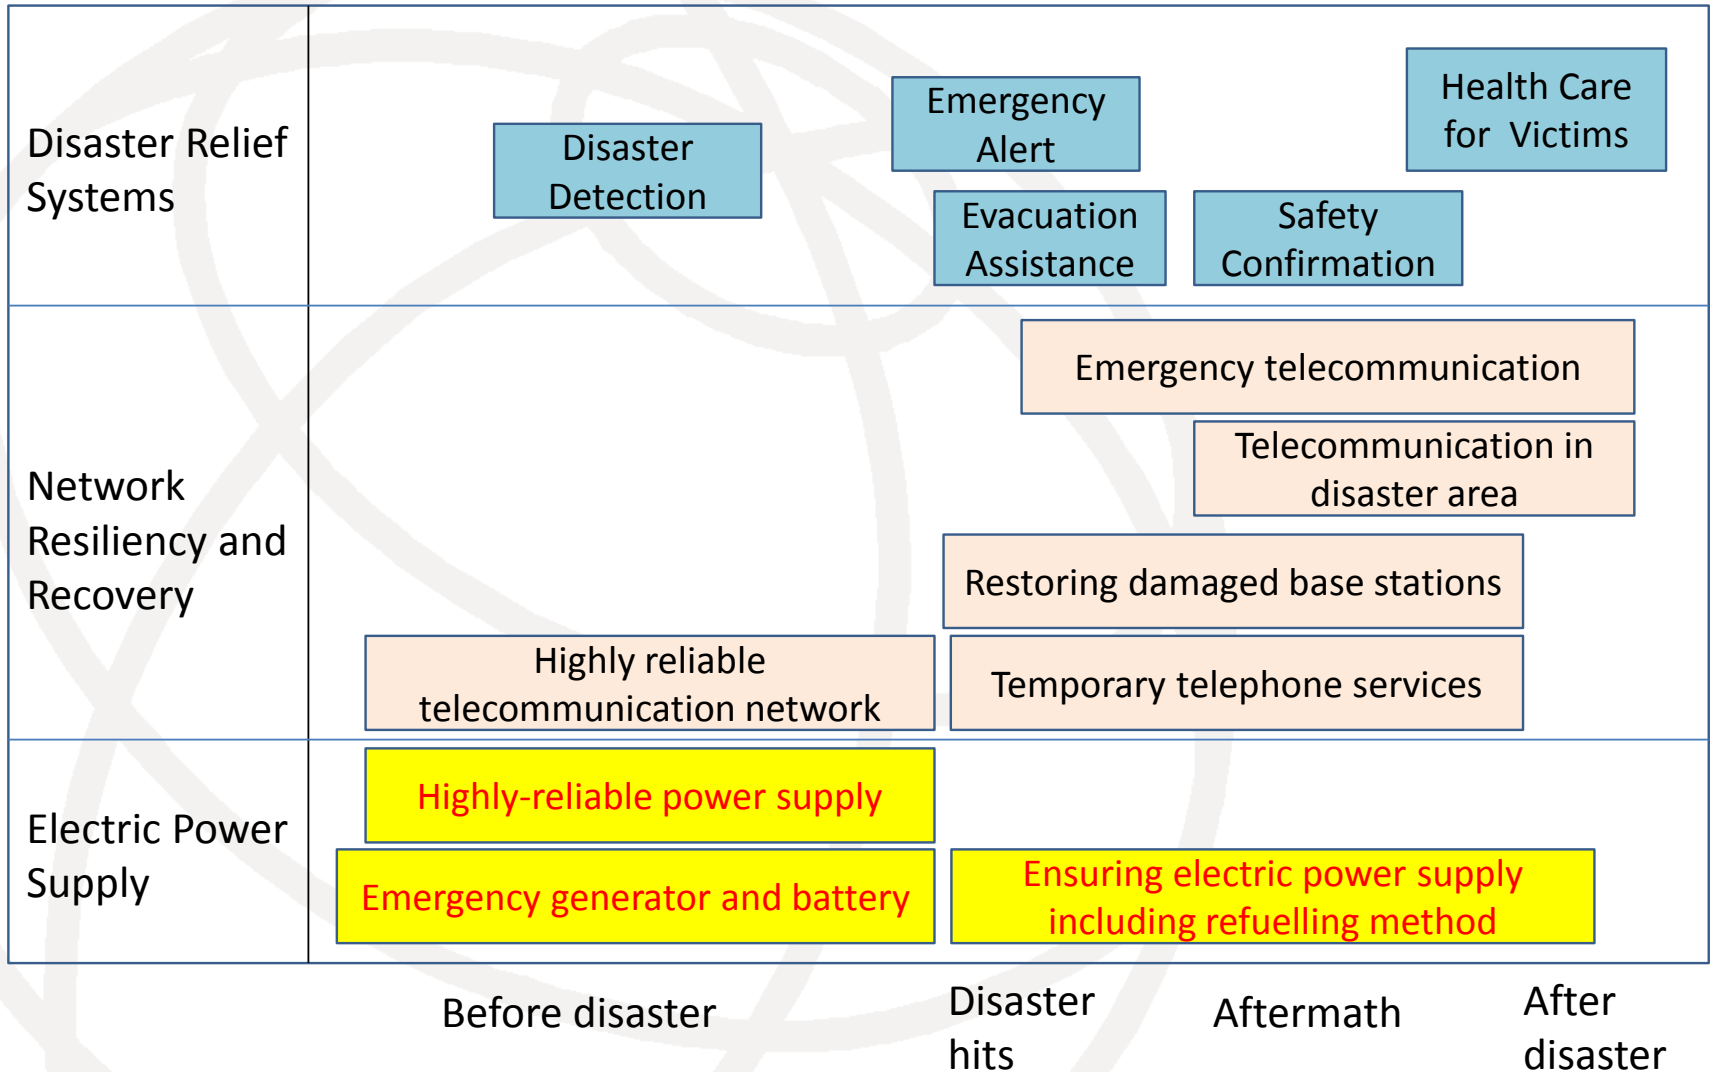 Disaster Relief
Systems
Disaster
Detection
Emergency
Alert
Health Care
for  Victims
Evacuation
Assistance
Safety
Confirmation
Network
Resiliency and
Recovery
Emergency telecommunication
Telecommunication in
disaster area
Restoring damaged base stations
Highly reliable
telecommunication network
Temporary telephone services
Electric Power
Supply
Highly-reliable power supply
Emergency generator and battery
Ensuring electric power supply
including refuelling method
Before disaster
Disaster
hits
Aftermath
After
disaster